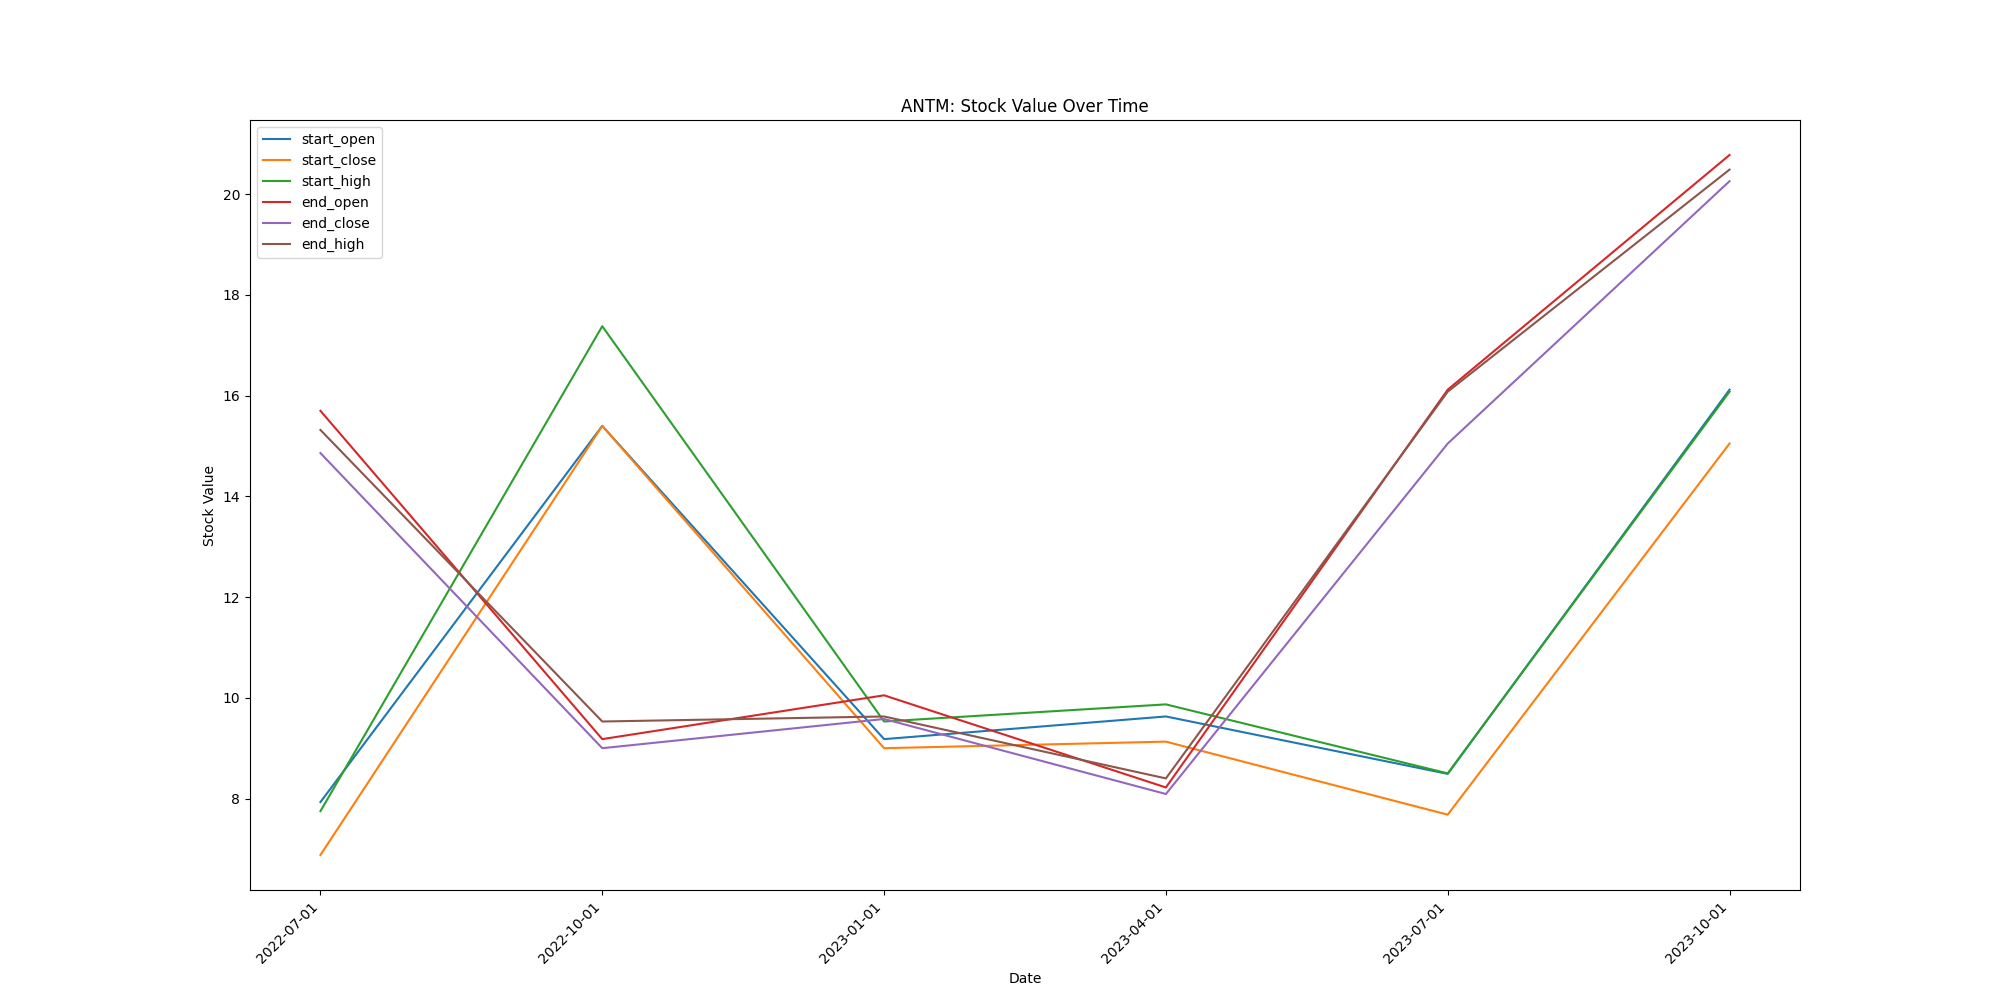 ANTM: Stock Value Over Time
start_open
start_close
start_high
end_open
end_close
end_high
Stock Value
20
18
16
14
12
10
8
2022-07-01
2022-10-01
2023-01-01
2023-04-01
2023-07-01
2023-10-01
Date